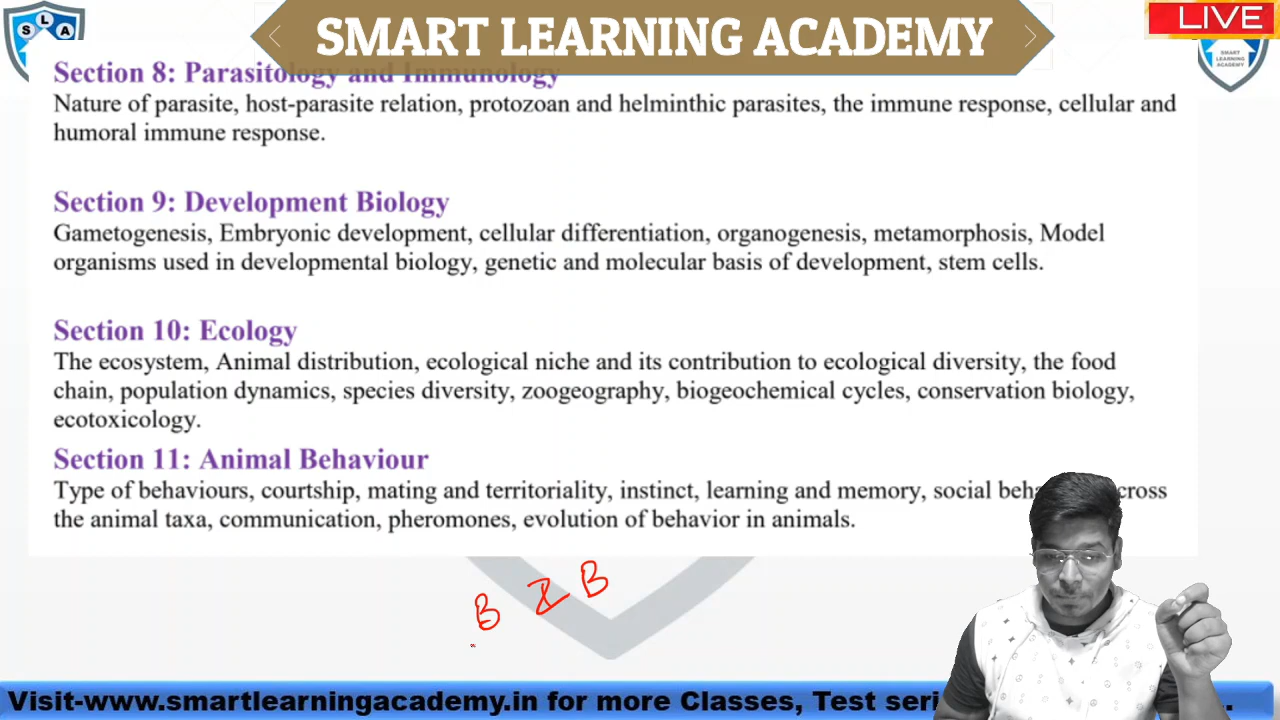 SMART LEARNING ACADEMY
LIVE
S L A
SMART
LEARNING
ACADEMY
Section 8: Parasitology and Immunology
Nature of parasite, host-parasite relation, protozoan and helminthic parasites, the immune response, cellular and
humoral immune response.
Section 9: Development Biology
Gametogenesis, Embryonic development, cellular differentiation, organogenesis, metamorphosis, Model
organisms used in developmental biology, genetic and molecular basis of development, stem cells.
Section 10: Ecology
The ecosystem, Animal distribution, ecological niche and its contribution to ecological diversity, the food
chain, population dynamics, species diversity, zoogeography, biogeochemical cycles, conservation biology,
ecotoxicology.
Section 11: Animal Behaviour
Type of behaviours, courtship, mating and territoriality, instinct, learning and memory, social
the animal taxa, communication, pheromones, evolution of behavior in animals.
B Z B
Visit-www.smartlearningacademy.in for more Classes, Test